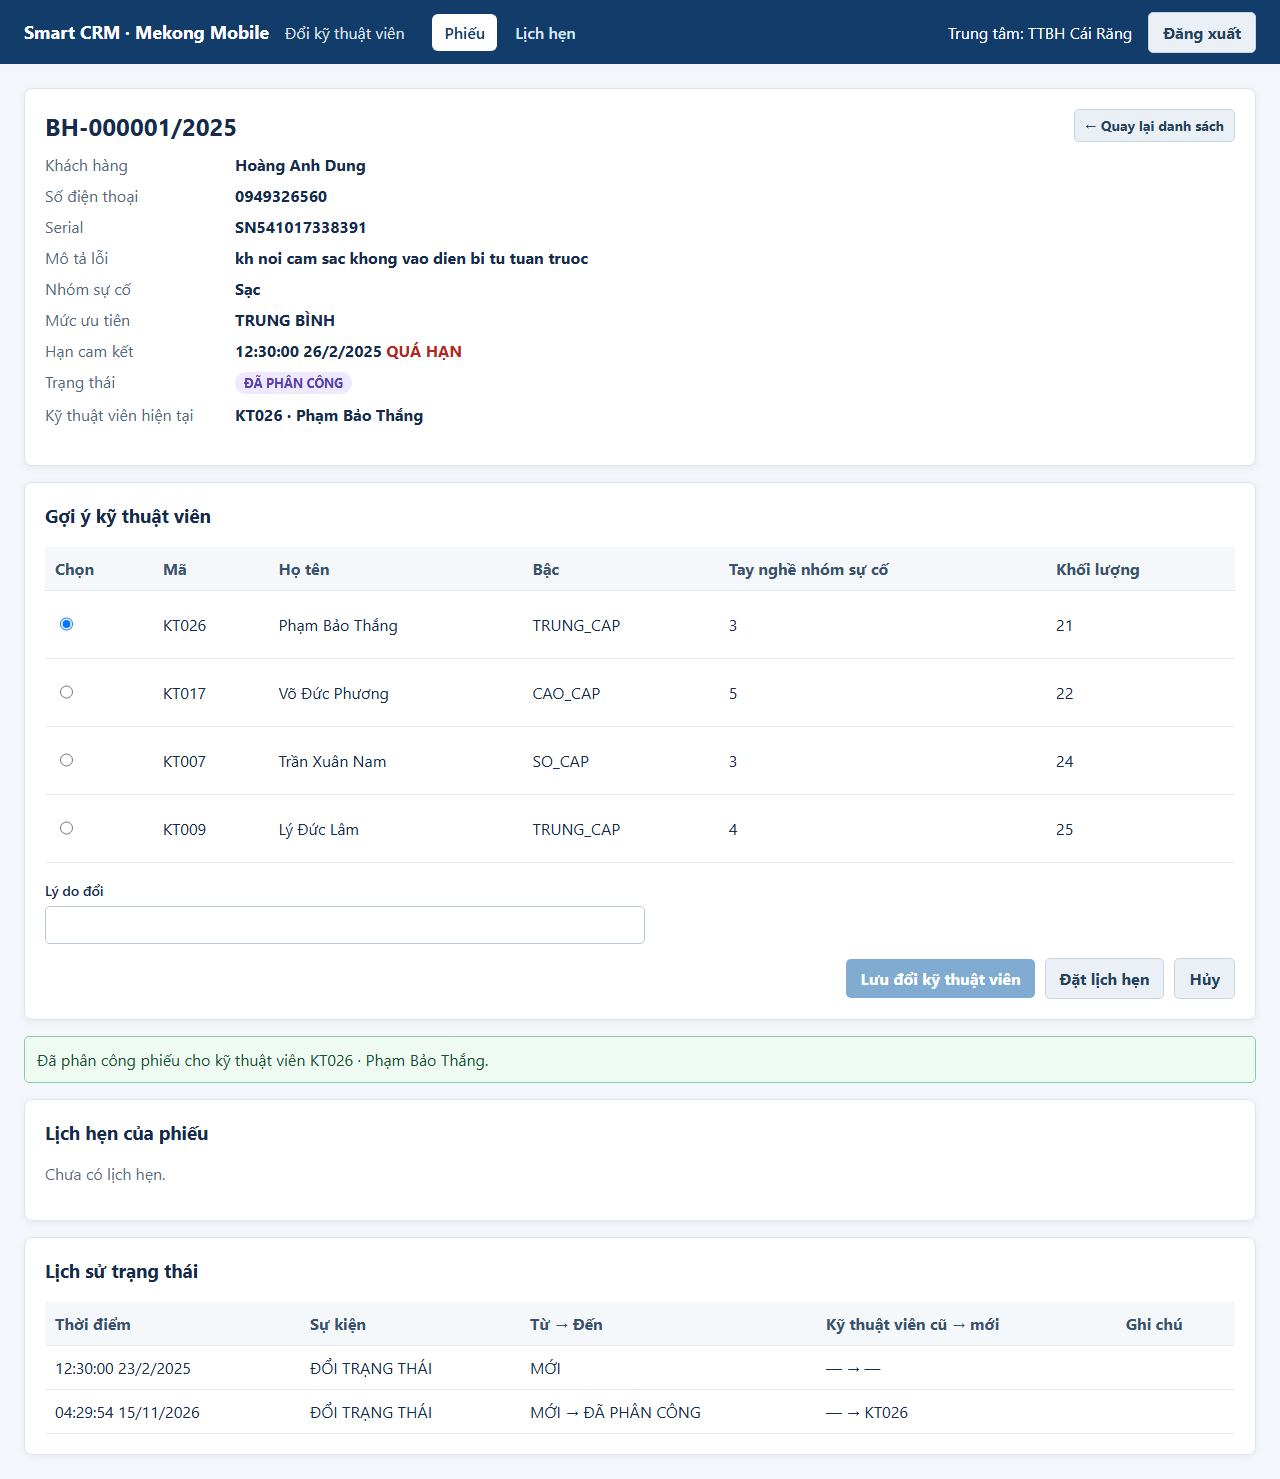 Smart CRM · Mekong Mobile Đổi kỹ thuật viên Phiếu Lịch hẹn Trung tâm: TTBH Cái Răng Đăng xuất
BH-000001/2025 ← Quay lại danh sách
Khách hàng Hoàng Anh Dung
Số điện thoại 0949326560
Serial SN541017338391
Mô tả lỗi kh noi cam sac khong vao dien bi tu tuan truoc
Nhóm sự cố Sạc
Mức ưu tiên TRUNG BÌNH
Hạn cam kết 12:30:00 26/2/2025 QUÁ HẠN
Trạng thái ĐÃ PHÂN CÔNG
Kỹ thuật viên hiện tại KT026 · Phạm Bảo Thắng
Gợi ý kỹ thuật viên
Chọn Mã Họ tên Bậc Tay nghề nhóm sự cố Khối lượng
KT026 Phạm Bảo Thắng TRUNG_CAP 3 21
KT017 Võ Đức Phương CAO_CAP 5 22
KT007 Trần Xuân Nam SO_CAP 3 24
KT009 Lý Đức Lâm TRUNG_CAP 4 25
Lý do đổi
Lưu đổi kỹ thuật viên Đặt lịch hẹn Hủy
Đã phân công phiếu cho kỹ thuật viên KT026 · Phạm Bảo Thắng.
Lịch hẹn của phiếu
Chưa có lịch hẹn.
Lịch sử trạng thái
Thời điểm Sự kiện Từ → Đến Kỹ thuật viên cũ → mới Ghi chú
12:30:00 23/2/2025 ĐỔI TRẠNG THÁI MỚI — → —
04:29:54 15/11/2026 ĐỔI TRẠNG THÁI MỚI → ĐÃ PHÂN CÔNG — → KT026